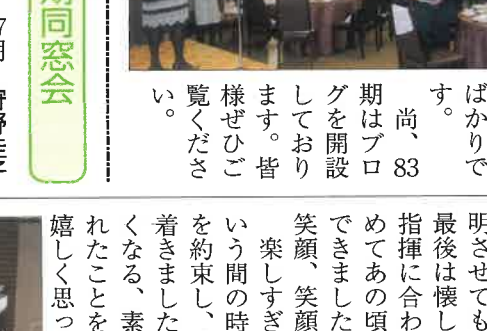 ばかりで
す。
尚、83
期はブロ
グを開設
しており
ます。皆
様ぜひご
覧くださ
い。
期同窓会
明させても
最後は懐し
指揮に合わ
めてあの頃
できました
笑顔、笑顔
楽しすぎ
いう間の時
を約束し、
着きました
くなる、素
れたことを
嬉しく思っ